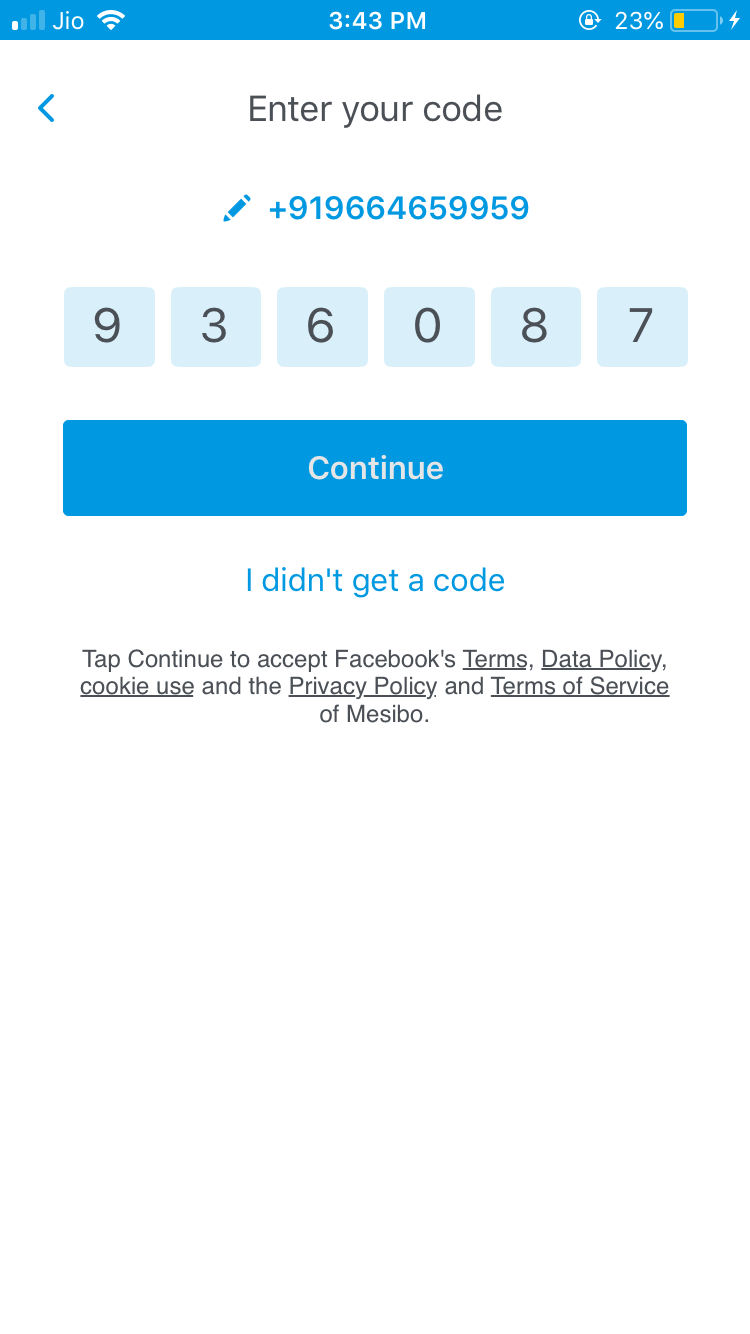 Jio 3:43 PM 23%
Enter your code
+919664659959
9 3 6 0 8 7
Continue
I didn't get a code
Tap Continue to accept Facebook's Terms, Data Policy,
cookie use and the Privacy Policy and Terms of Service
of Mesibo.